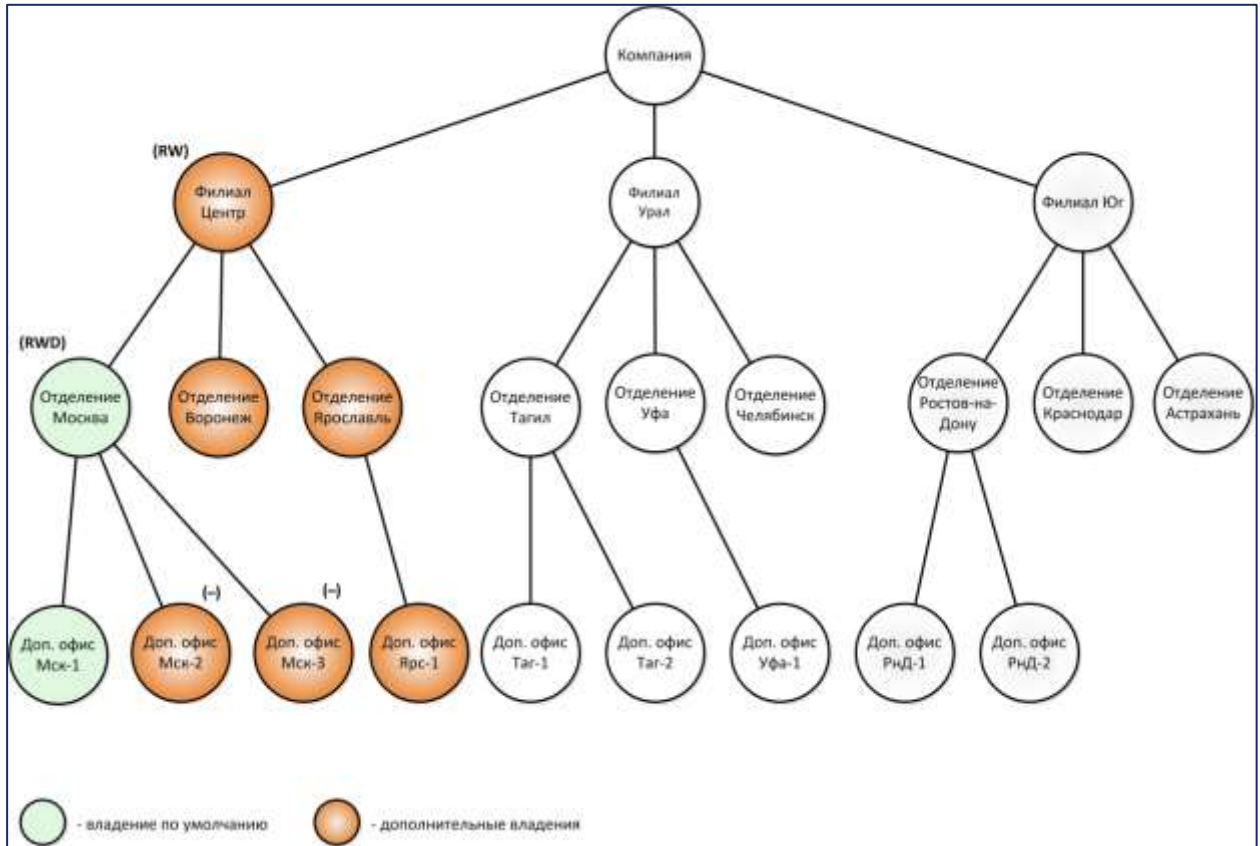 Компания
(RW)
Филиал
Центр
Филиал
Урал
Филиал Юг
(RWD)
Отделение
Москва
Отделение
Воронеж
Отделение
Ярославль
Отделение
Тагил
Отделение
Уфа
Отделение
Челябинск
Отделение
Ростов-на-
Дону
Отделение
Краснодар
Отделение
Астрахань
(–)
(–)
Доп. офис
Мск-1
Доп. офис
Мск-2
Доп. офис
Мск-3
Доп. офис
Ярс-1
Доп. офис
Таг-1
Доп. офис
Таг-2
Доп. офис
Уфа-1
Доп. офис
РнД-1
Доп. офис
РнД-2
- владение по умолчанию
- дополнительные владения